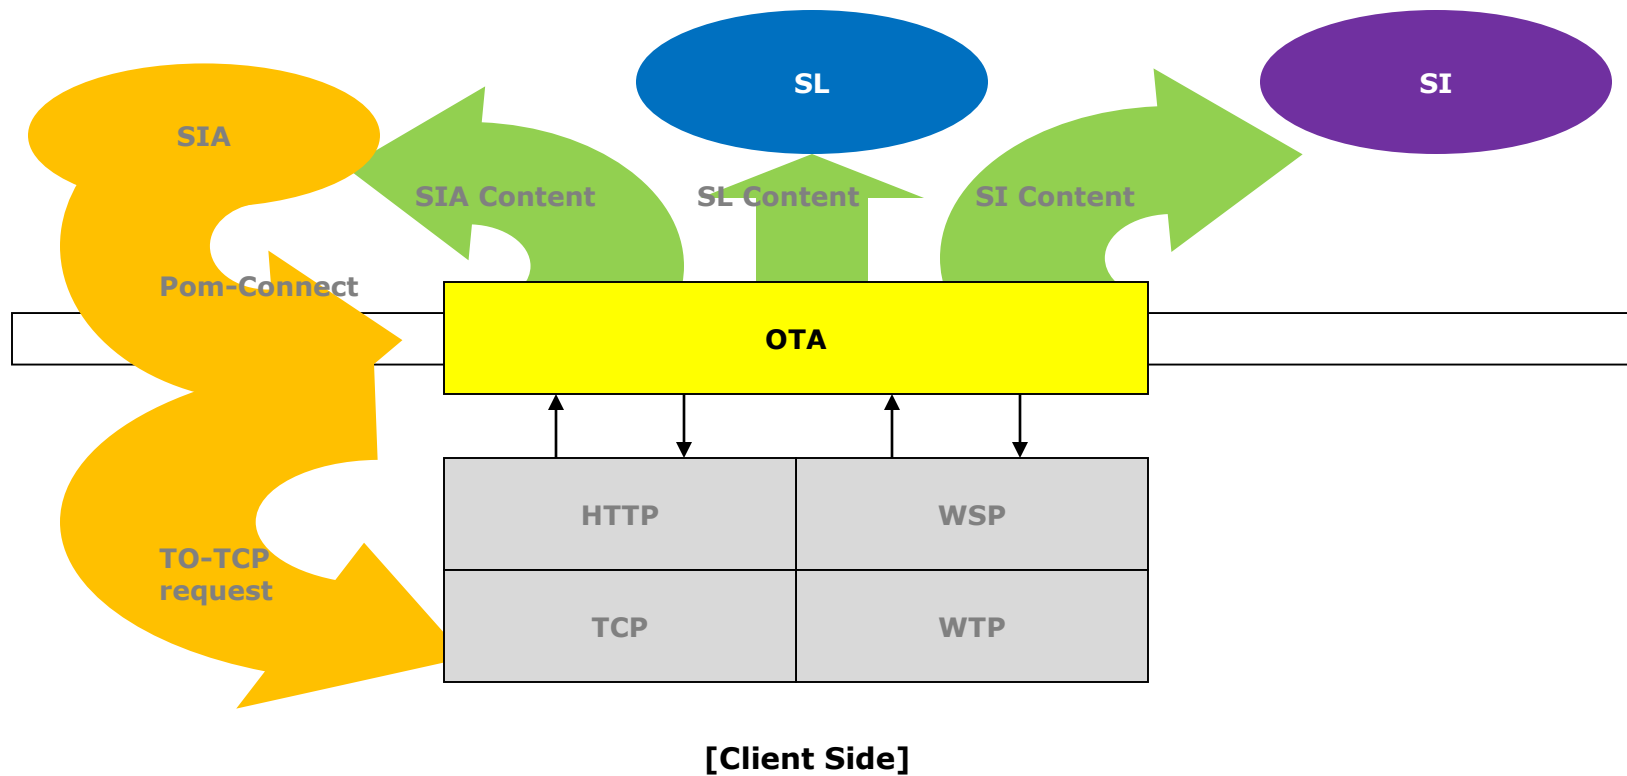 SL
SI
SIA
SIA Content
SL Content
SI Content
Pom-Connect
OTA
HTTP
WSP
TO-TCP
request
TCP
WTP
[Client Side]